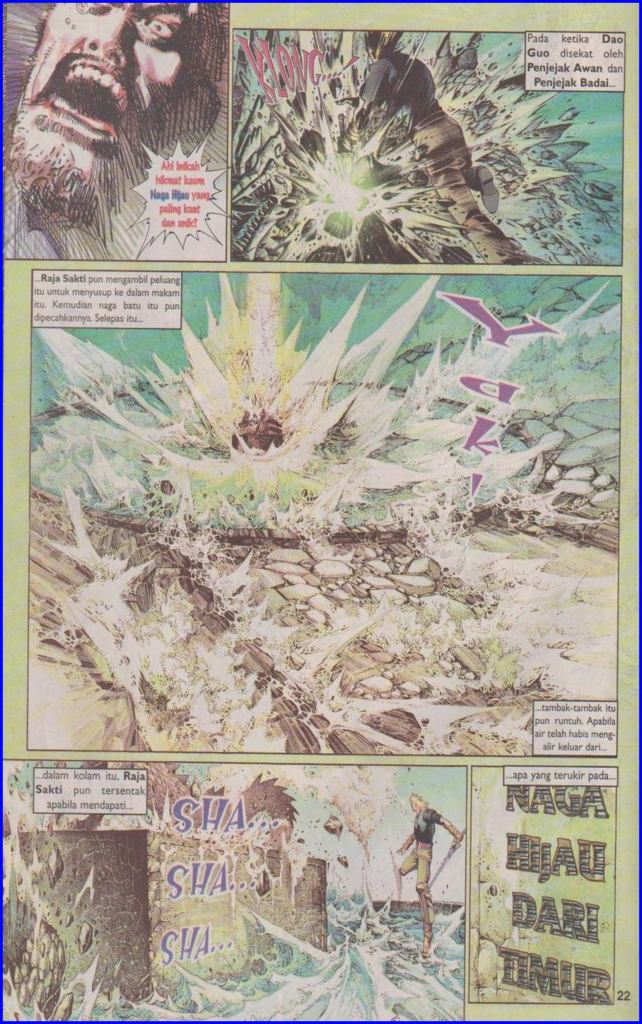 Ah! Inikah
hikmat kaum
Naga Hijau yang
paling kuat
dan unik?
Pada ketika Dao
Guo disekat oleh
Penjejak Awan dan
Penjejak Badai...
...Raja Sakti pun mengambil peluang
itu untuk menyusup ke dalam makam
itu. Kemudian naga batu itu pun
dipecahkannya. Selepas itu...
Yak!
...tambak-tambak itu
pun runtuh. Apabila
air telah habis meng-
alir keluar dari...
...dalam kolam itu, Raja
Sakti pun tersentak
apabila mendapati...
SHA...
SHA...
SHA...
...apa yang terukir pada...
NAGA
HIJAU
DARI
TIMUR
22